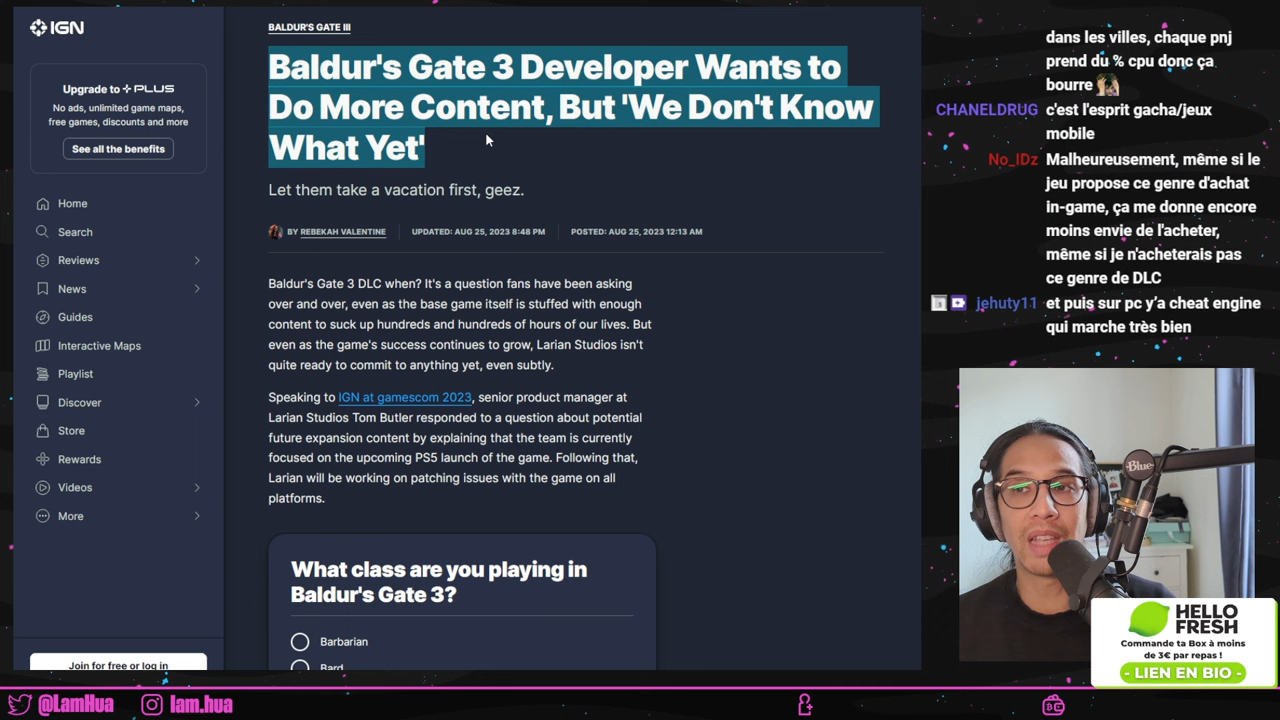 IGN
Upgrade to PLUS
No ads, unlimited game maps,
free games, discounts and more
See all the benefits
Home
Search
Reviews
News
Guides
Interactive Maps
Playlist
Discover
Store
Rewards
Videos
More
Join for free or log in
BALDUR'S GATE III
Baldur's Gate 3 Developer Wants to
Do More Content, But 'We Don't Know
What Yet'
Let them take a vacation first, geez.
BY REBEKAH VALENTINE UPDATED: AUG 25, 2023 8:48 PM POSTED: AUG 25, 2023 12:13 AM
Baldur's Gate 3 DLC when? It's a question fans have been asking
over and over, even as the base game itself is stuffed with enough
content to suck up hundreds and hundreds of hours of our lives. But
even as the game's success continues to grow, Larian Studios isn't
quite ready to commit to anything yet, even subtly.
Speaking to IGN at gamescom 2023, senior product manager at
Larian Studios Tom Butler responded to a question about potential
future expansion content by explaining that the team is currently
focused on the upcoming PS5 launch of the game. Following that,
Larian will be working on patching issues with the game on all
platforms.
What class are you playing in
Baldur's Gate 3?
Barbarian
Bard
dans les villes, chaque pnj
prend du % cpu donc ça
bourre
CHANELDRUG c'est l'esprit gacha/jeux
mobile
No_IDz Malheureusement, même si le
jeu propose ce genre d'achat
in-game, ça me donne encore
moins envie de l'acheter,
même si je n'acheterais pas
ce genre de DLC
jehuty11 et puis sur pc y'a cheat engine
qui marche très bien
Blue
HELLO
FRESH
Commande ta Box à moins
de 3€ par repas !
- LIEN EN BIO -
@LamHua lam.hua